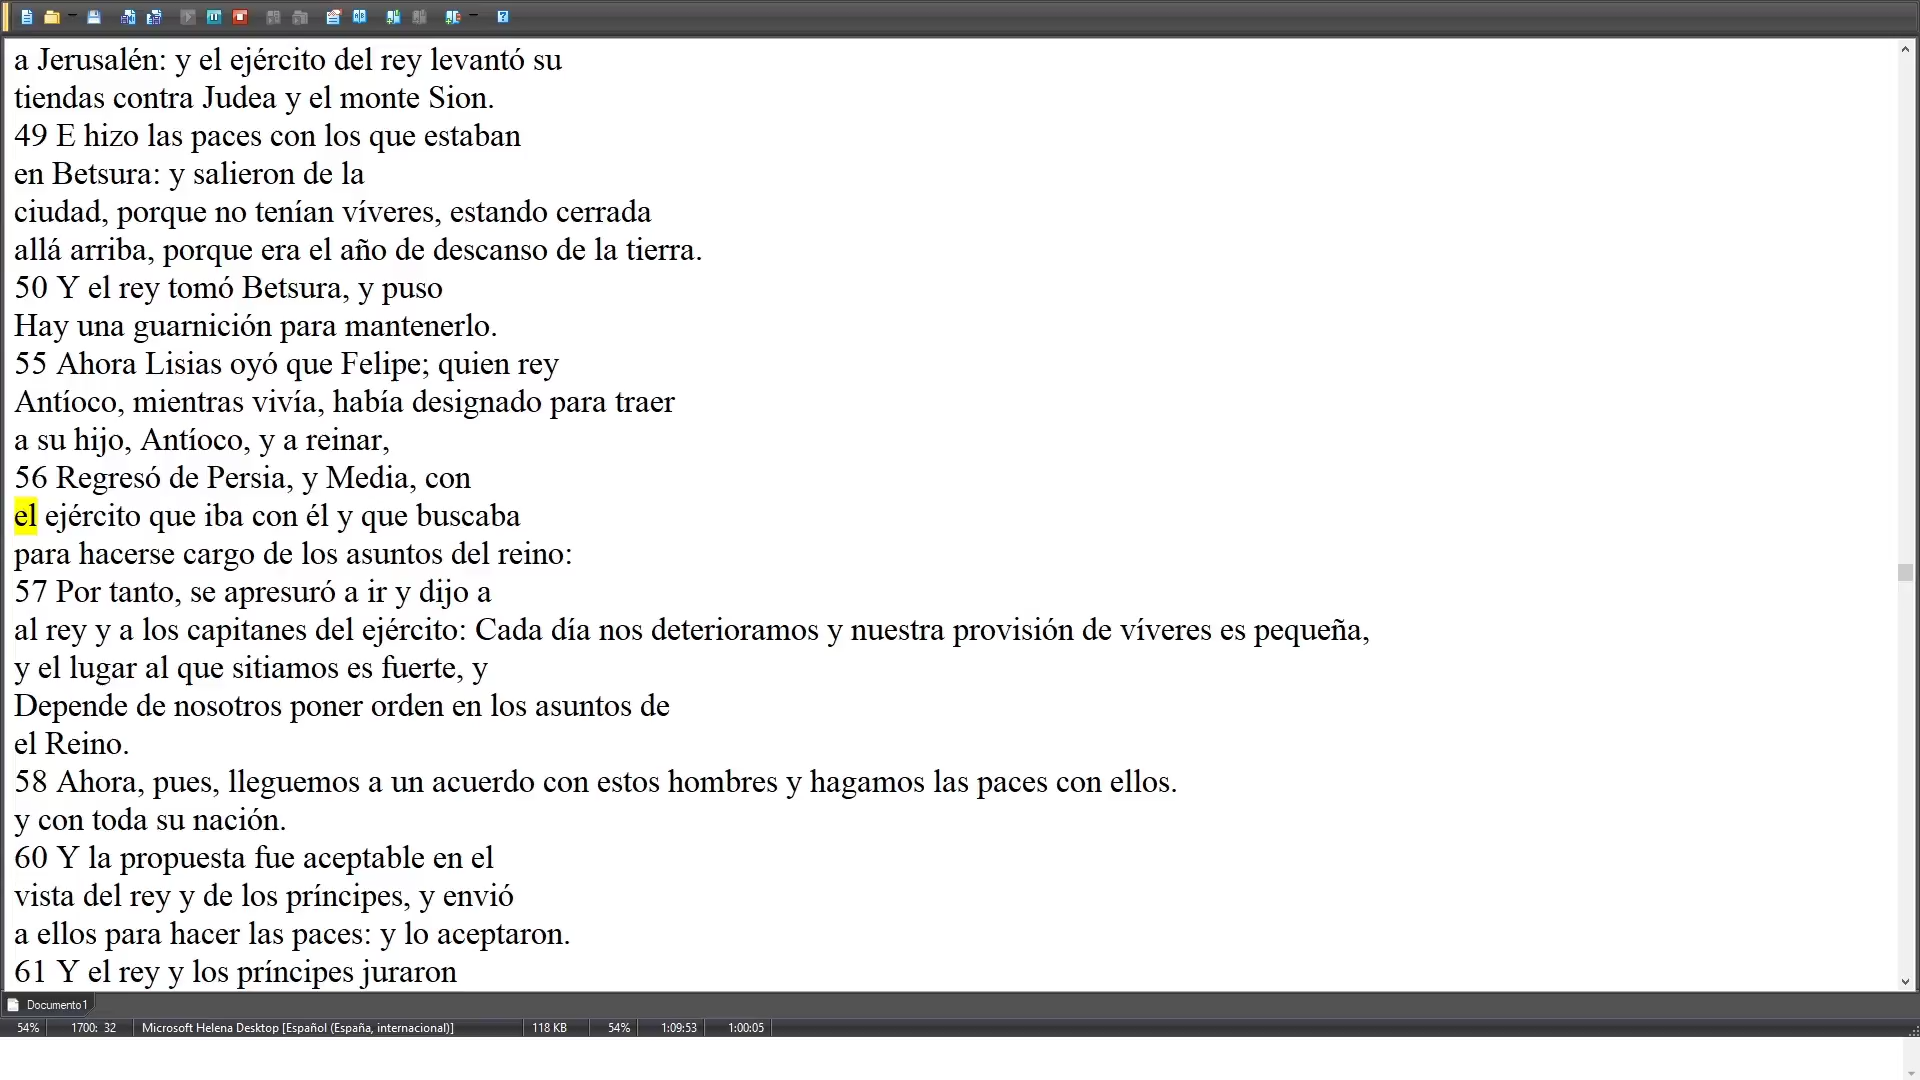 a Jerusalén: y el ejército del rey levantó su
tiendas contra Judea y el monte Sion.
49 E hizo las paces con los que estaban
en Betsura: y salieron de la
ciudad, porque no tenían víveres, estando cerrada
allá arriba, porque era el año de descanso de la tierra.
50 Y el rey tomó Betsura, y puso
Hay una guarnición para mantenerlo.
55 Ahora Lisias oyó que Felipe; quien rey
Antíoco, mientras vivía, había designado para traer
a su hijo, Antíoco, y a reinar,
56 Regresó de Persia, y Media, con
el ejército que iba con él y que buscaba
para hacerse cargo de los asuntos del reino:
57 Por tanto, se apresuró a ir y dijo a
al rey y a los capitanes del ejército: Cada día nos deterioramos y nuestra provisión de víveres es pequeña,
y el lugar al que sitiamos es fuerte, y
Depende de nosotros poner orden en los asuntos de
el Reino.
58 Ahora, pues, lleguemos a un acuerdo con estos hombres y hagamos las paces con ellos.
y con toda su nación.
60 Y la propuesta fue aceptable en el
vista del rey y de los príncipes, y envió
a ellos para hacer las paces: y lo aceptaron.
61 Y el rey y los príncipes juraron
Documento1
54% 1700: 32 Microsoft Helena Desktop [Español (España, internacional)] 118 KB 54% 1:09:53 1:00:05